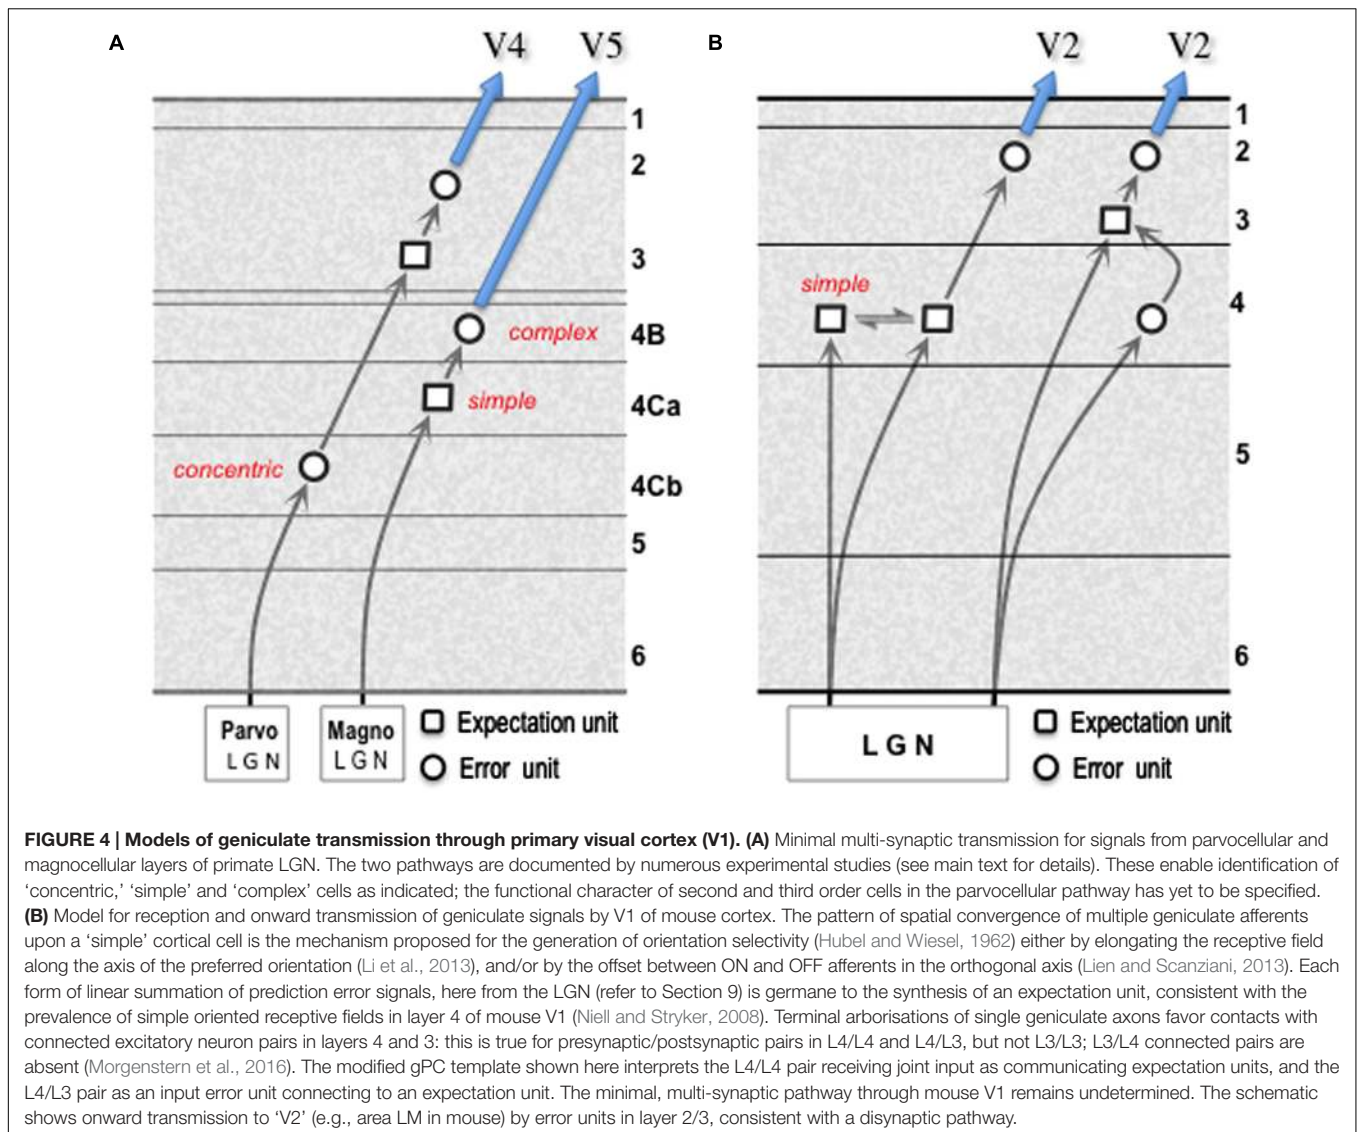 A
V4
V5
1
2
3
4B
complex
4Ca
simple
4Cb
concentric
5
6
Parvo
LGN
Magno
LGN
Expectation unit
Error unit
B
V2
V2
1
2
3
simple
4
5
6
LGN
Expectation unit
Error unit
FIGURE 4 | Models of geniculate transmission through primary visual cortex (V1). (A) Minimal multi-synaptic transmission for signals from parvocellular and
magnocellular layers of primate LGN. The two pathways are documented by numerous experimental studies (see main text for details). These enable identification of
‘concentric,’ ‘simple’ and ‘complex’ cells as indicated; the functional character of second and third order cells in the parvocellular pathway has yet to be specified.
(B) Model for reception and onward transmission of geniculate signals by V1 of mouse cortex. The pattern of spatial convergence of multiple geniculate afferents
upon a ‘simple’ cortical cell is the mechanism proposed for the generation of orientation selectivity (Hubel and Wiesel, 1962) either by elongating the receptive field
along the axis of the preferred orientation (Li et al., 2013), and/or by the offset between ON and OFF afferents in the orthogonal axis (Lien and Scanziani, 2013). Each
form of linear summation of prediction error signals, here from the LGN (refer to Section 9) is germane to the synthesis of an expectation unit, consistent with the
prevalence of simple oriented receptive fields in layer 4 of mouse V1 (Niell and Stryker, 2008). Terminal arborisations of single geniculate axons favor contacts with
connected excitatory neuron pairs in layers 4 and 3: this is true for presynaptic/postsynaptic pairs in L4/L4 and L4/L3, but not L3/L3; L3/L4 connected pairs are
absent (Morgenstern et al., 2016). The modified gPC template shown here interprets the L4/L4 pair receiving joint input as communicating expectation units, and the
L4/L3 pair as an input error unit connecting to an expectation unit. The minimal, multi-synaptic pathway through mouse V1 remains undetermined. The schematic
shows onward transmission to ‘V2’ (e.g., area LM in mouse) by error units in layer 2/3, consistent with a disynaptic pathway.